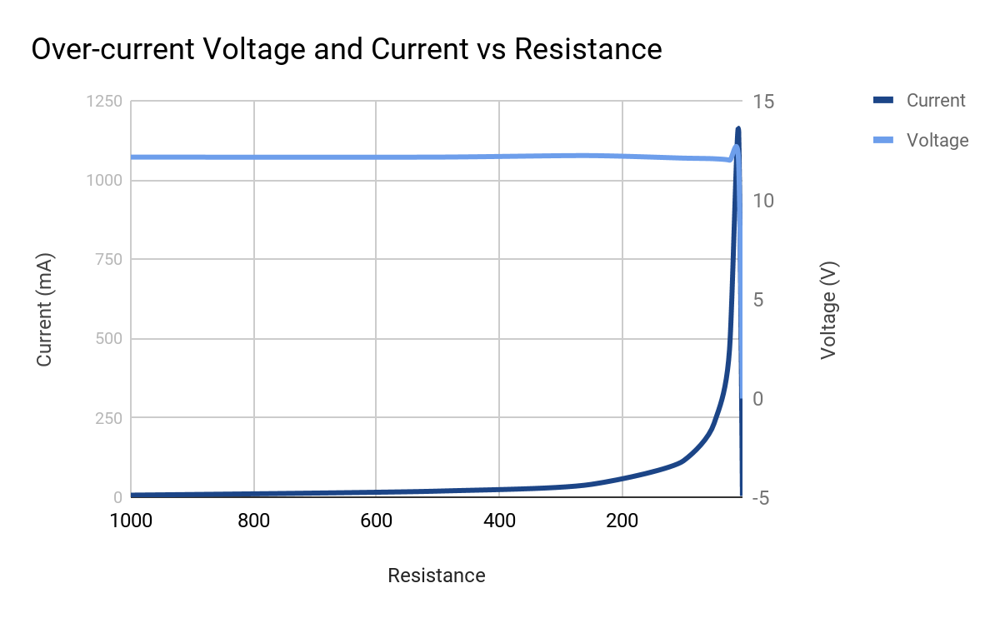 Over-current Voltage and Current vs Resistance
1250
1000
750
500
250
0
Current (mA)
15
10
5
0
-5
Voltage (V)
Current
Voltage
1000 800 600 400 200
Resistance